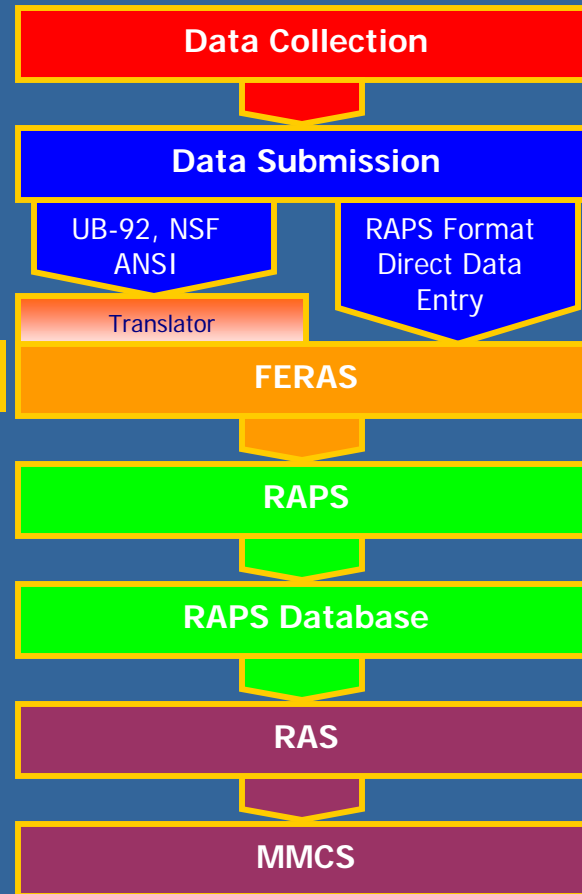 Data Collection
Data Submission
UB-92, NSF
ANSI
RAPS Format
Direct Data
Entry
Translator
FERAS
RAPS
RAPS Database
RAS
MMCS